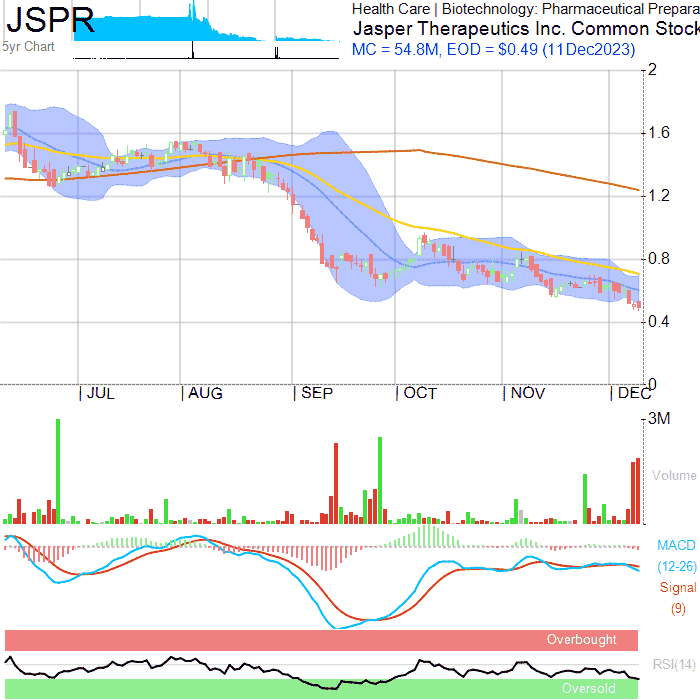 JSPR
5yr Chart
Health Care | Biotechnology: Pharmaceutical Prepara
Jasper Therapeutics Inc. Common Stock
MC = 54.8M, EOD = $0.49 (11Dec2023)
2
1.6
1.2
0.8
0.4
0
| JUL | AUG | SEP | OCT | NOV | DEC
3M
Volume
MACD
(12-26)
Signal
(9)
Overbought
RSI(14)
Oversold